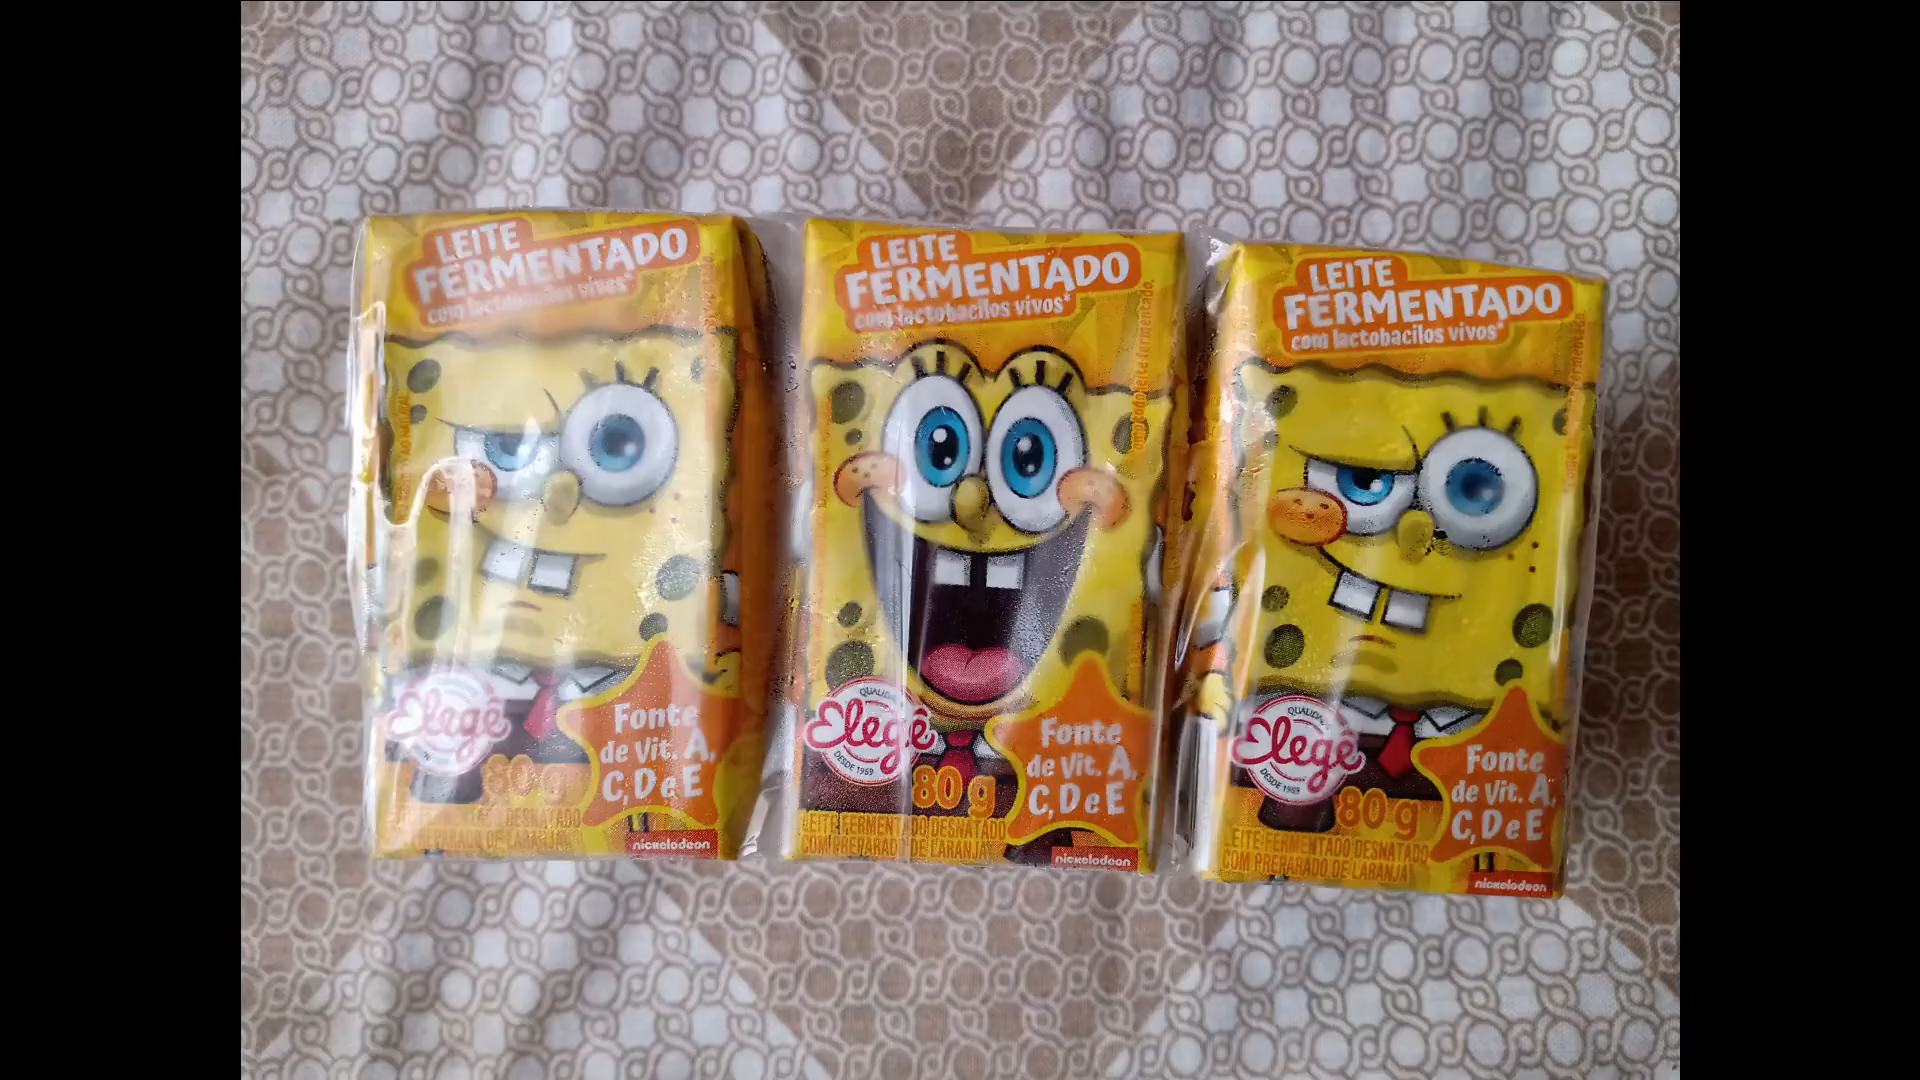 LEITE
FERMENTADO
com lactobacilos vivos*
Elegê
80 g
Fonte
de Vit. A,
C, D e E
nickelodeon
LEITE
FERMENTADO
com lactobacilos vivos*
QUALIDADE
Elegê
DESDE 1969
80 g
Fonte
de Vit. A,
C, D e E
LEITE FERMENTADO DESNATADO
COM PREPARADO DE LARANJA
nickelodeon
LEITE
FERMENTADO
com lactobacilos vivos*
QUALIDADE
Elegê
DESDE 1969
80 g
Fonte
de Vit. A,
C, D e E
LEITE FERMENTADO DESNATADO
COM PREPARADO DE LARANJA
nickelodeon